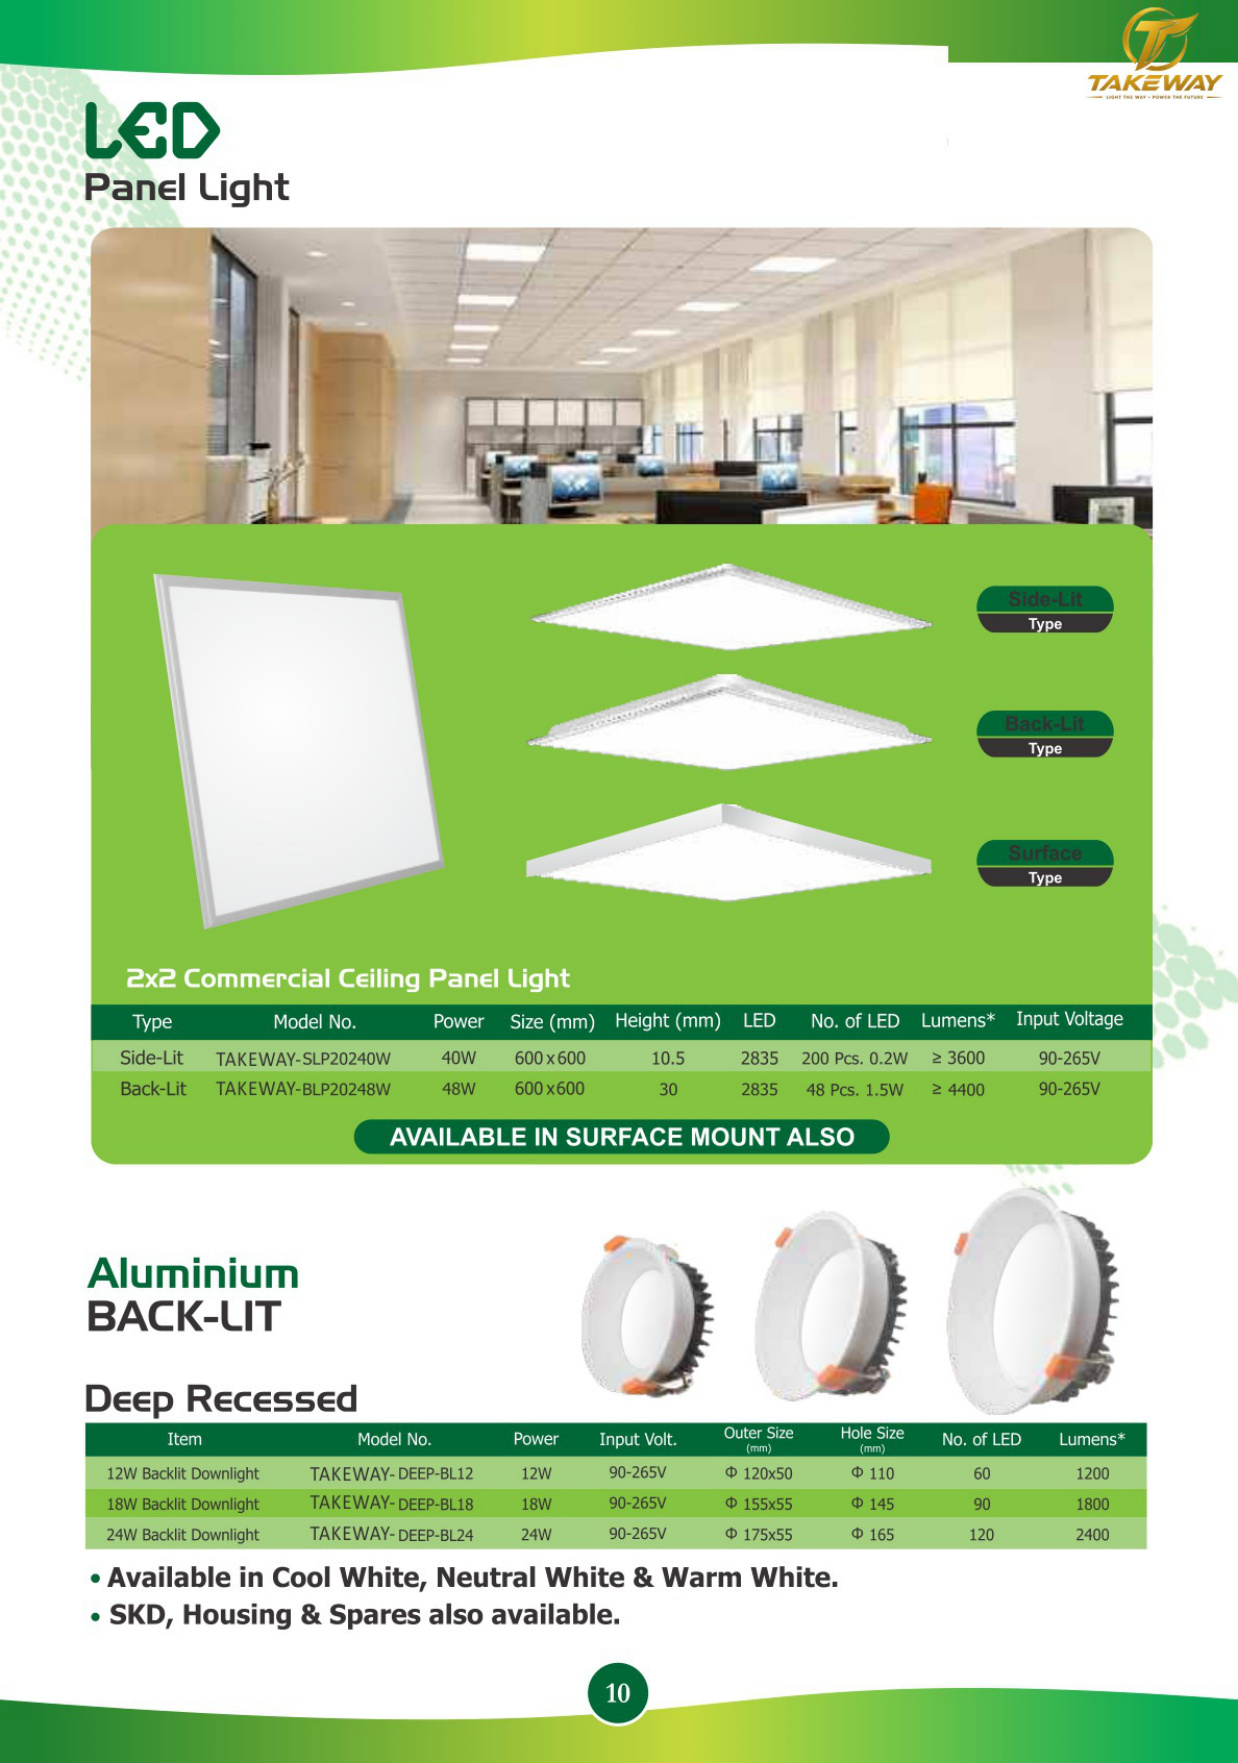 TAKEWAY
LIGHT THE WAY • POWER THE FUTURE
LED
Panel Light
Side-Lit
Type
Back-Lit
Type
Surface
Type
2x2 Commercial Ceiling Panel Light
Type Model No. Power Size (mm) Height (mm) LED No. of LED Lumens* Input Voltage
Side-Lit TAKEWAY-SLP20240W 40W 600 x 600 10.5 2835 200 Pcs. 0.2W ≥ 3600 90-265V
Back-Lit TAKEWAY-BLP20248W 48W 600 x 600 30 2835 48 Pcs. 1.5W ≥ 4400 90-265V
AVAILABLE IN SURFACE MOUNT ALSO
Aluminium
BACK-LIT
Deep Recessed
Item Model No. Power Input Volt. Outer Size (mm) Hole Size (mm) No. of LED Lumens*
12W Backlit Downlight TAKEWAY- DEEP-BL12 12W 90-265V Φ 120x50 Φ 110 60 1200
18W Backlit Downlight TAKEWAY- DEEP-BL18 18W 90-265V Φ 155x55 Φ 145 90 1800
24W Backlit Downlight TAKEWAY- DEEP-BL24 24W 90-265V Φ 175x55 Φ 165 120 2400
• Available in Cool White, Neutral White & Warm White.
• SKD, Housing & Spares also available.
10